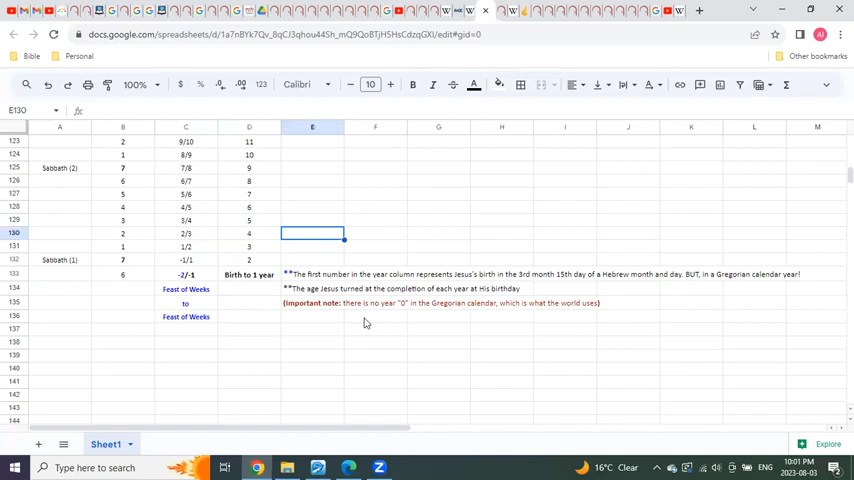 docs.google.com/spreadsheets/d/1a7nBYk7Qv_8qCJ3qhou44Sh_mQ9QoBTjH5HsCdzqGXI/edit#gid=0
Bible Personal Other bookmarks
100% $ % .0 .00 123 Calibri 10 B I A
E130 fx
A B C D E F G H I J K L M
123 2 9/10 11
124 1 8/9 10
125 Sabbath (2) 7 7/8 9
126 6 6/7 8
127 5 5/6 7
128 4 4/5 6
129 3 3/4 5
130 2 2/3 4
131 1 1/2 3
132 Sabbath (1) 7 -1/1 2
133 6 -2/-1 Birth to 1 year **The first number in the year column represents Jesus's birth in the 3rd month 15th day of a Hebrew month and day. BUT, in a Gregorian calendar year!
134 Feast of Weeks **The age Jesus turned at the completion of each year at His birthday
135 to (Important note: there is no year "0" in the Gregorian calendar, which is what the world uses)
136 Feast of Weeks
137
138
139
140
141
142
143
144
Sheet1 Explore
Type here to search 16°C Clear ENG 10:01 PM 2023-08-03 2